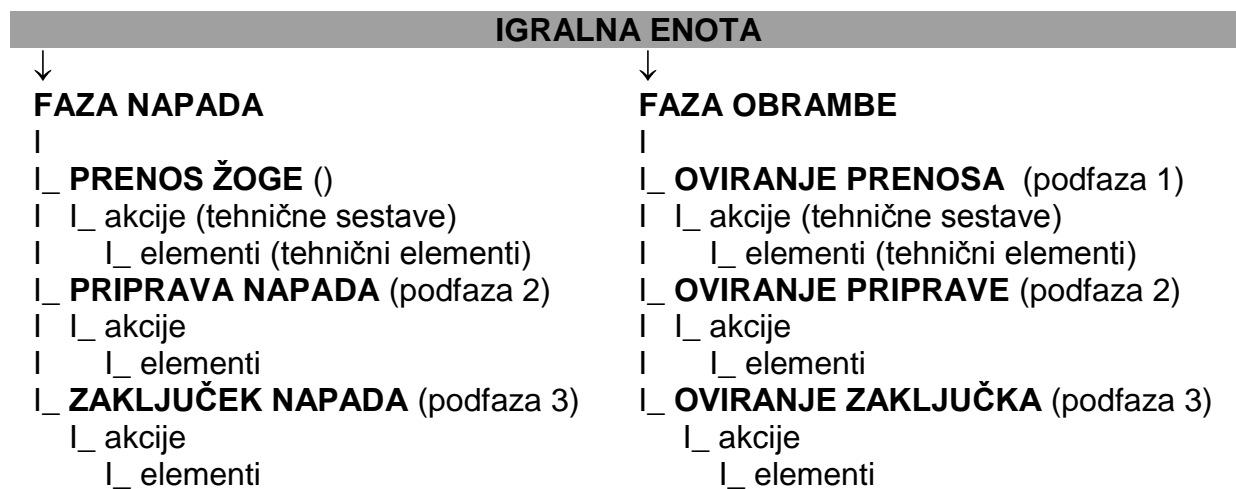 IGRALNA ENOTA
↓ ↓
FAZA NAPADA FAZA OBRAMBE
I I
I_ PRENOS ŽOGE () I_ OVIRANJE PRENOSA (podfaza 1)
I I_ akcije (tehnične sestave) I I_ akcije (tehnične sestave)
I I_ elementi (tehnični elementi) I I_ elementi (tehnični elementi)
I_ PRIPRAVA NAPADA (podfaza 2) I_ OVIRANJE PRIPRAVE (podfaza 2)
I I_ akcije I I_ akcije
I I_ elementi I I_ elementi
I_ ZAKLJUČEK NAPADA (podfaza 3) I_ OVIRANJE ZAKLJUČKA (podfaza 3)
I_ akcije I_ akcije
I_ elementi I_ elementi